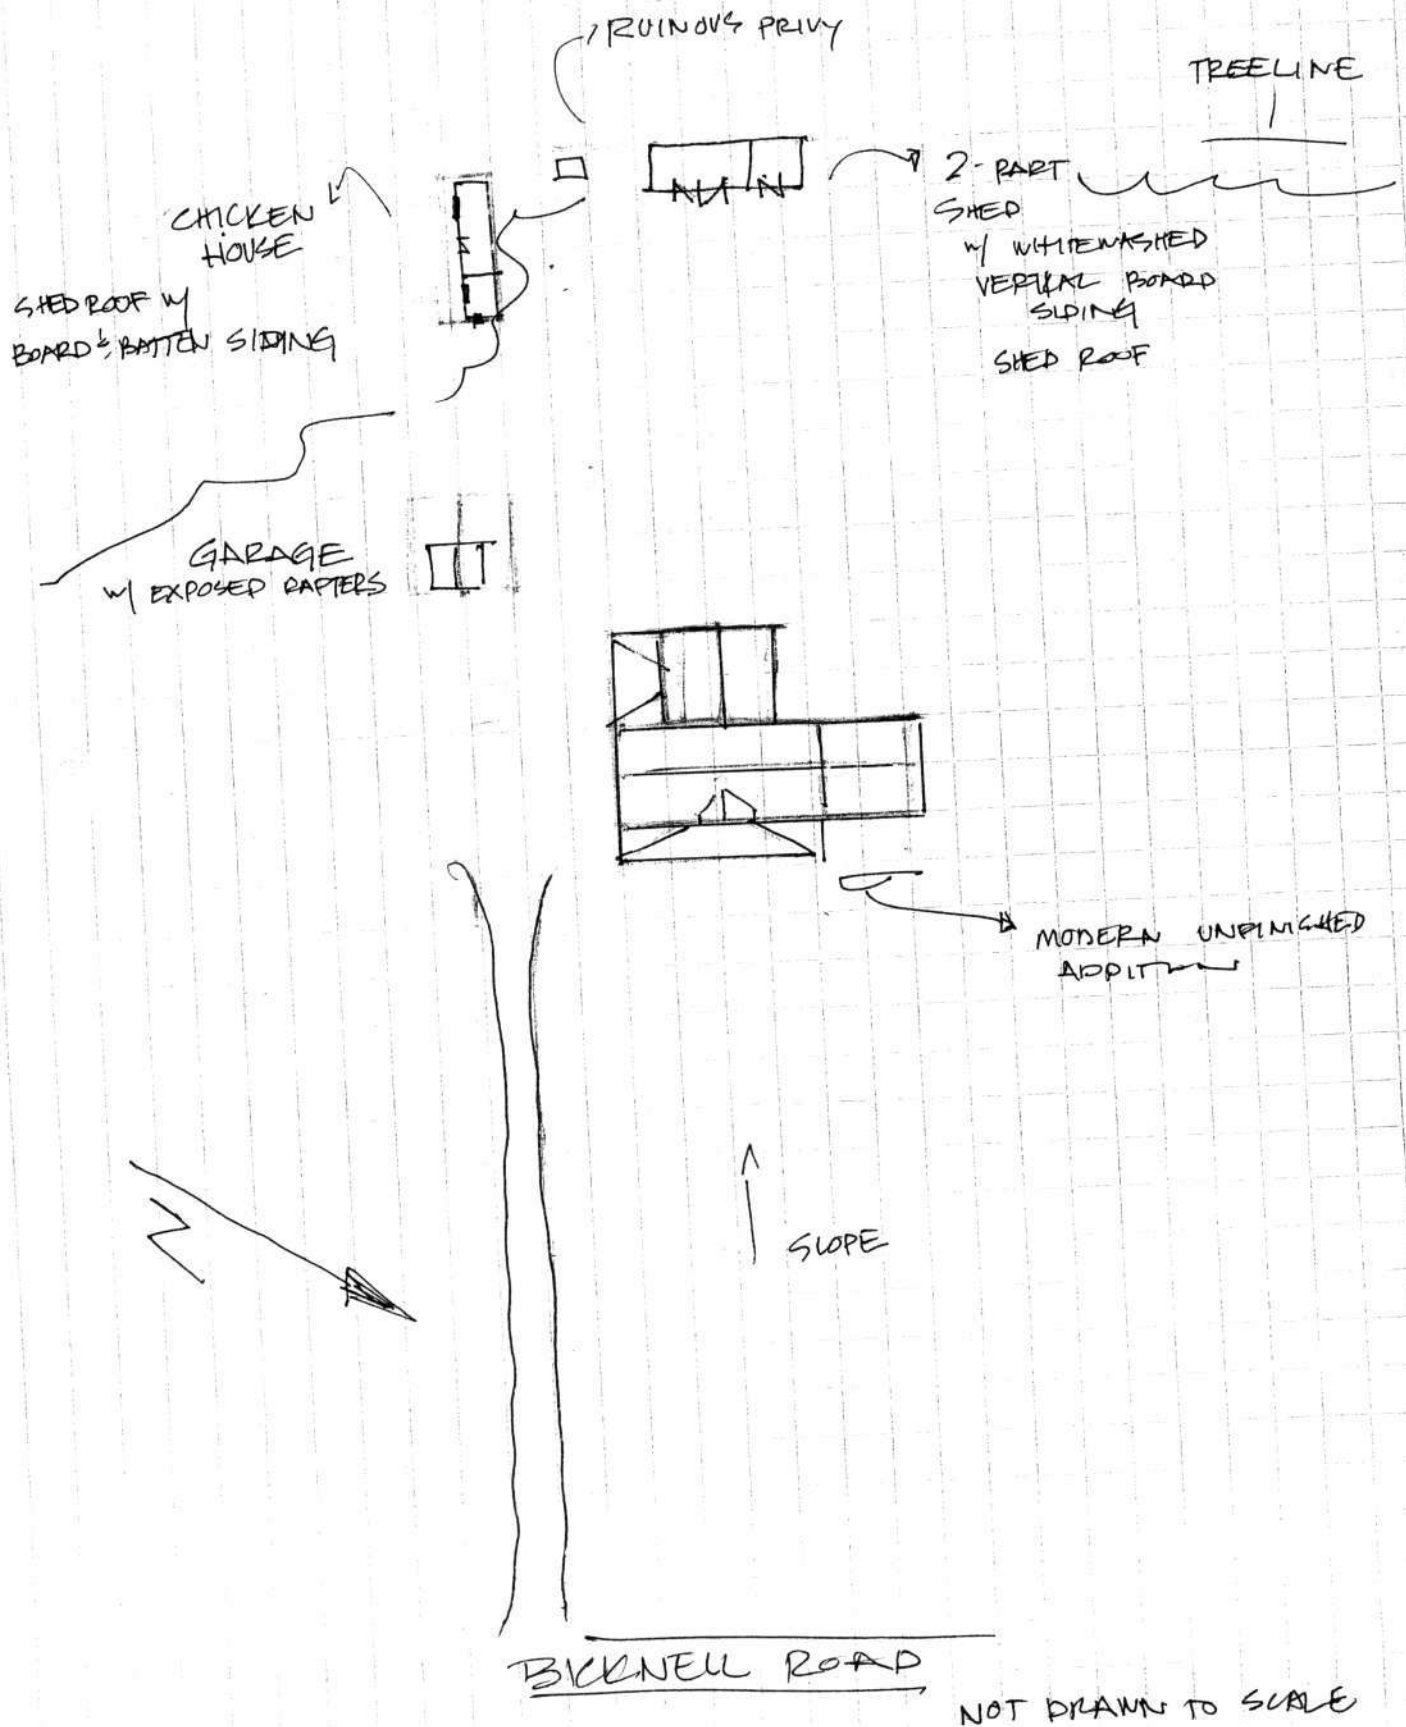 RUINOUS PRIVY
TREELINE
CHICKEN
HOUSE
SHED ROOF W/
BOARD & BATTEN SIDING
2-PART
SHED
W/ WHITEWASHED
VERTICAL BOARD
SIDING
SHED ROOF
GARAGE
W/ EXPOSED RAFTERS
MODERN UNFINISHED
ADDITION
N
SLOPE
BICKNELL ROAD
NOT DRAWN TO SCALE